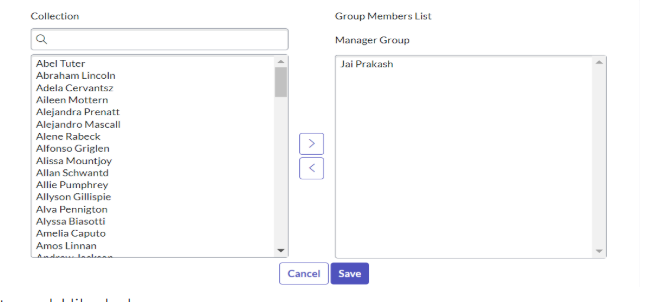 Collection
Abel Tuter
Abraham Lincoln
Adela Cervantsz
Aileen Mottern
Alejandra Prenatt
Alejandro Mascall
Alene Rabeck
Alfonso Griglen
Alissa Mountjoy
Allan Schwantd
Allie Pumphrey
Allyson Gillispie
Alva Pennigton
Alyssa Biasotti
Amelia Caputo
Amos Linnan
Andrew Jackson
>
<
Group Members List
Manager Group
Jai Prakash
Cancel Save